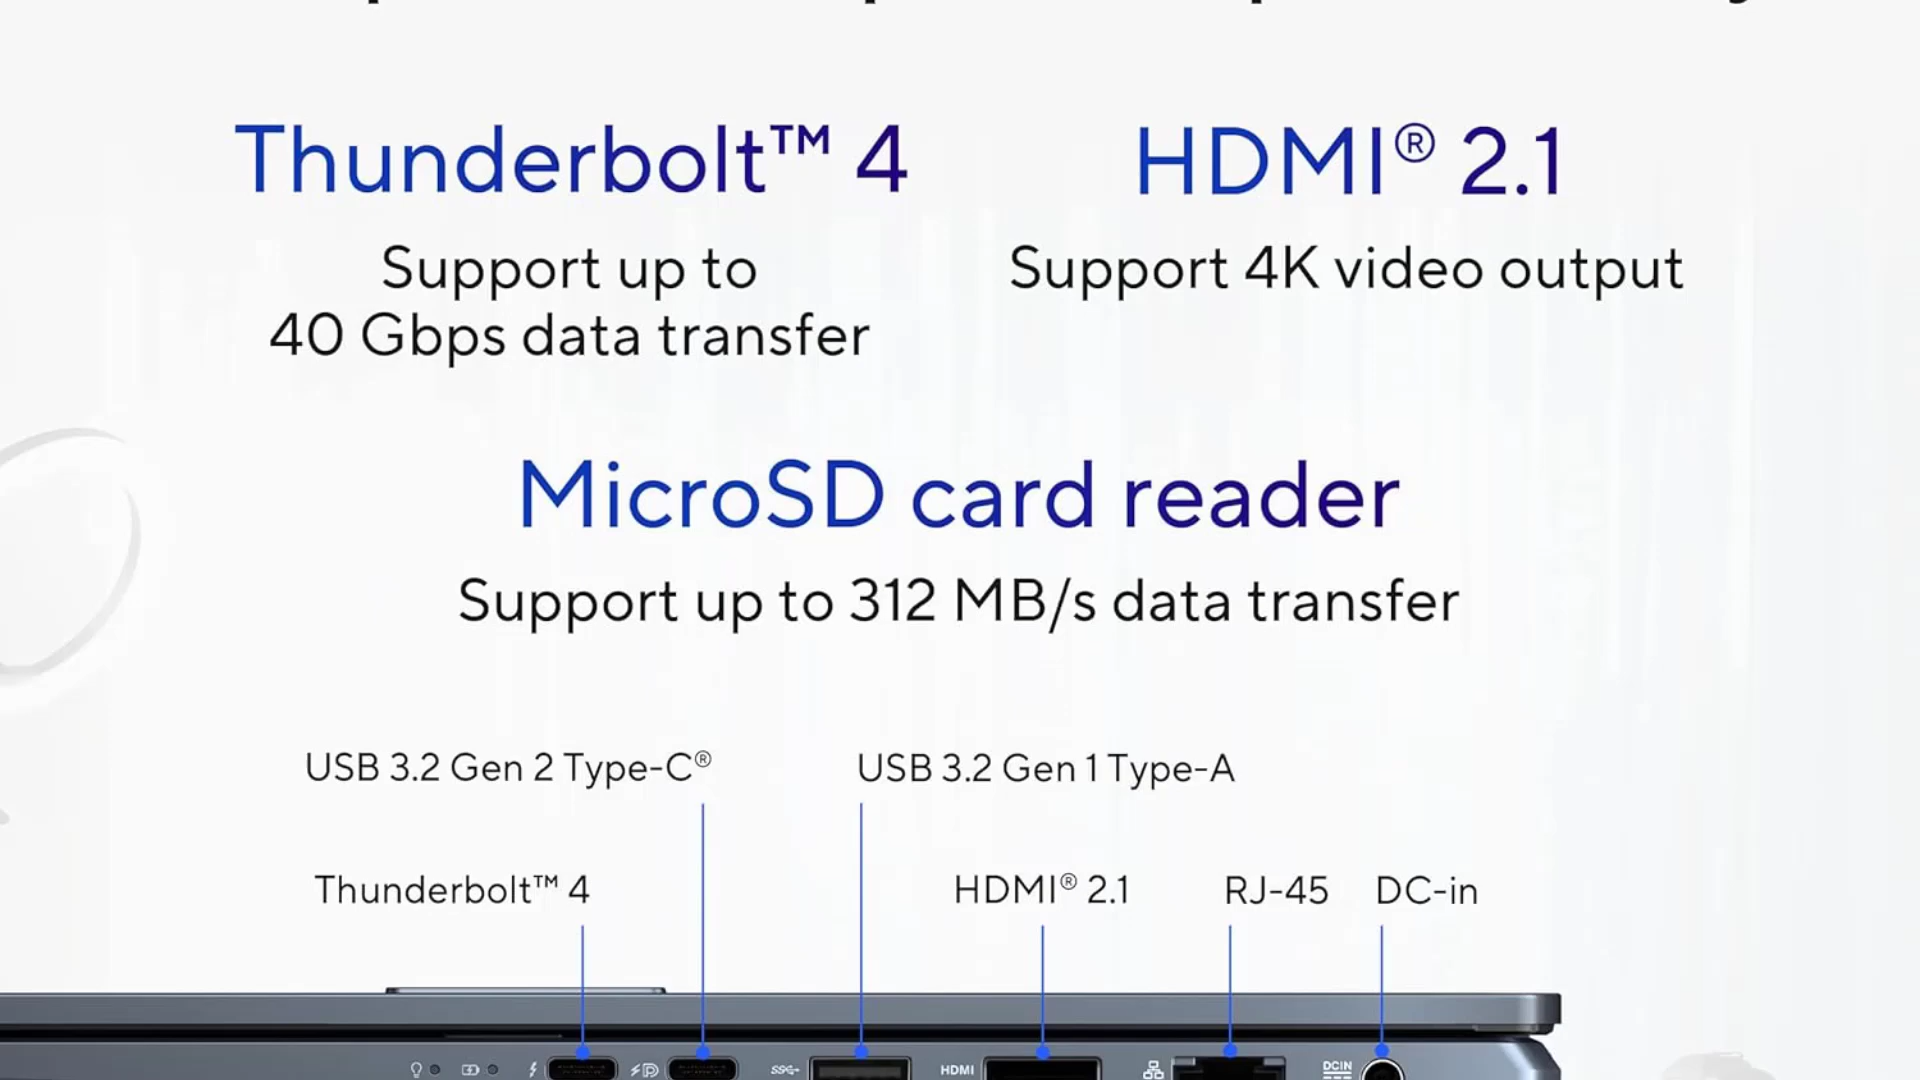 Thunderbolt™ 4
HDMI® 2.1
Support up to
40 Gbps data transfer
Support 4K video output
MicroSD card reader
Support up to 312 MB/s data transfer
USB 3.2 Gen 2 Type-C®
USB 3.2 Gen 1 Type-A
Thunderbolt™ 4
HDMI® 2.1
RJ-45
DC-in
HDMI
DCIN